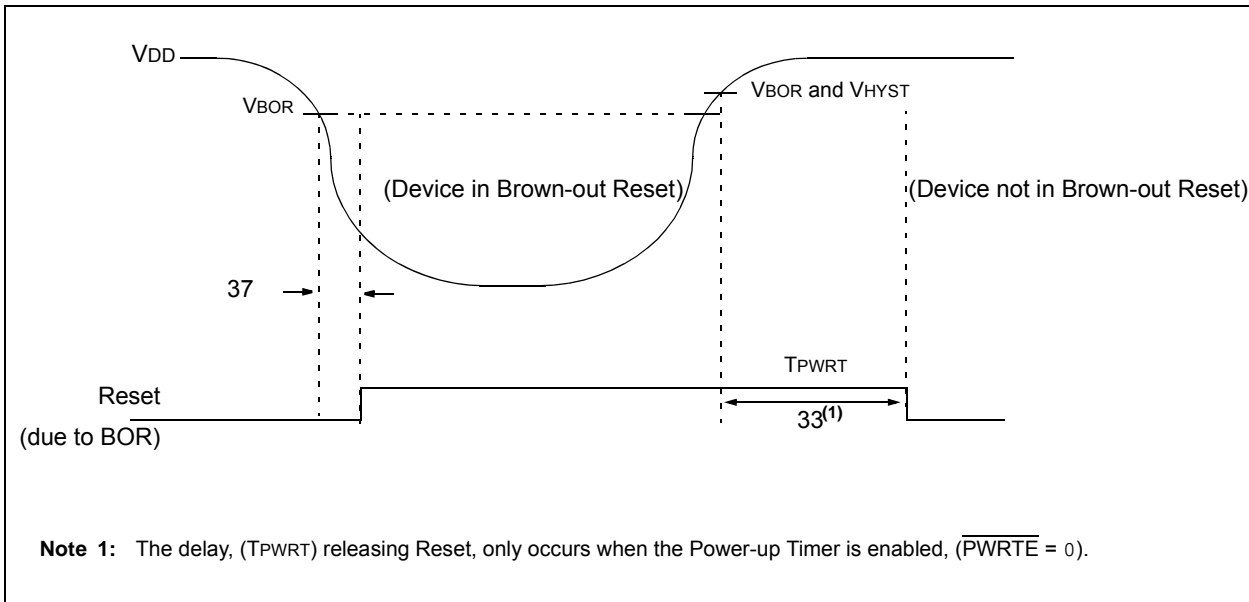 VDD
VBOR
VBOR and VHYST
(Device in Brown-out Reset)
(Device not in Brown-out Reset)
37
TPWRT
Reset
33(1)
(due to BOR)
Note 1: The delay, (TPWRT) releasing Reset, only occurs when the Power-up Timer is enabled, (PWRTE = 0).